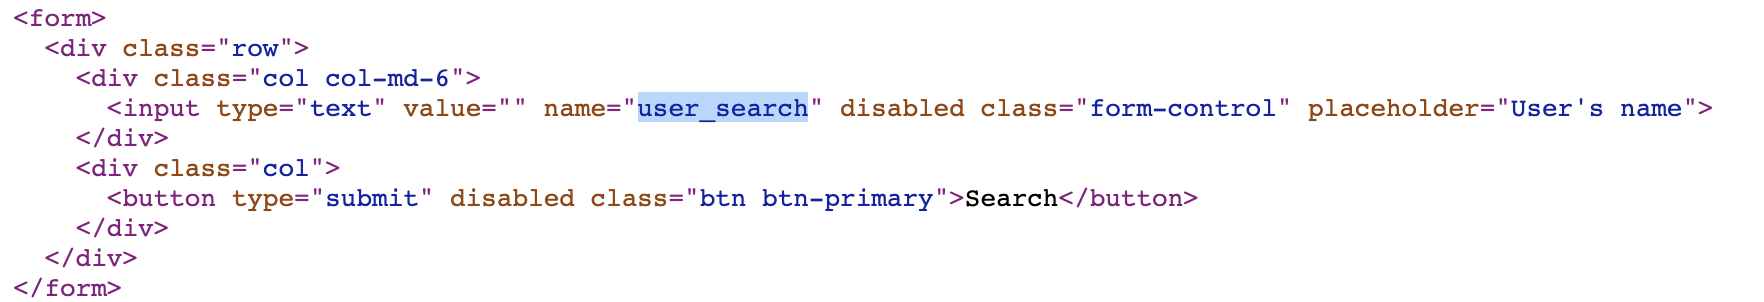 <form>
<div class="row">
<div class="col col-md-6">
<input type="text" value="" name="user_search" disabled class="form-control" placeholder="User's name">
</div>
<div class="col">
<button type="submit" disabled class="btn btn-primary">Search</button>
</div>
</div>
</form>